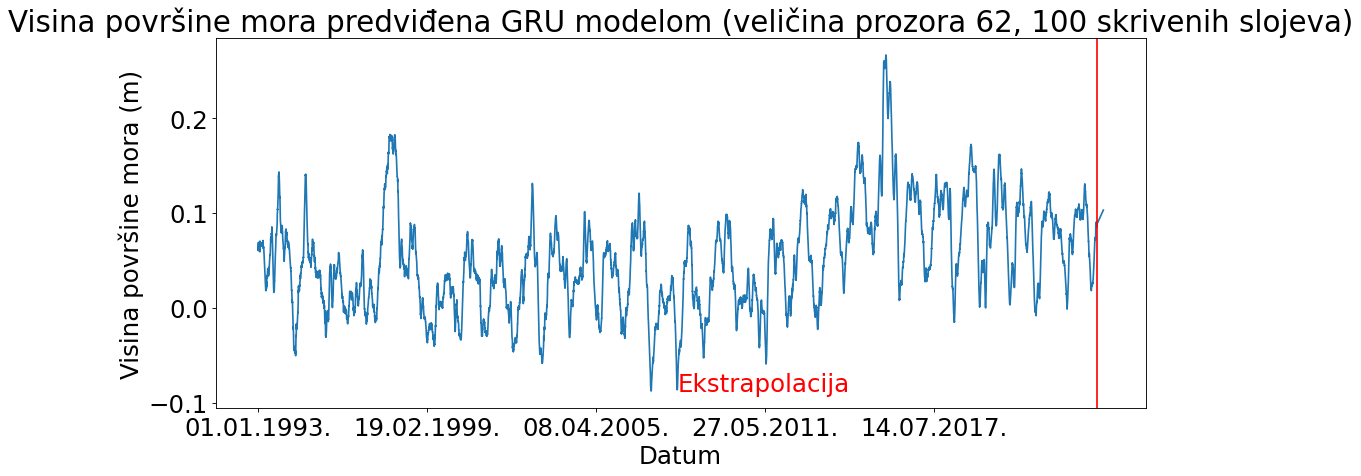 Visina površine mora predviđena GRU modelom (veličina prozora 62, 100 skrivenih slojeva)
Visina površine mora (m)
0.2
0.1
0.0
−0.1
Ekstrapolacija
01.01.1993. 19.02.1999. 08.04.2005. 27.05.2011. 14.07.2017.
Datum